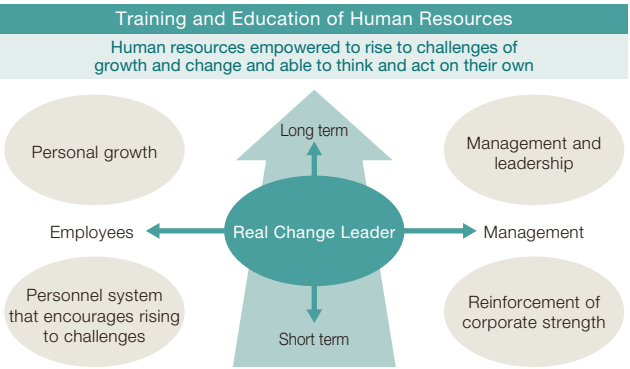 Training and Education of Human Resources
Human resources empowered to rise to challenges of
growth and change and able to think and act on their own
Long term
Personal growth
Management and
leadership
Employees
Real Change Leader
Management
Personnel system
that encourages rising
to challenges
Reinforcement of
corporate strength
Short term